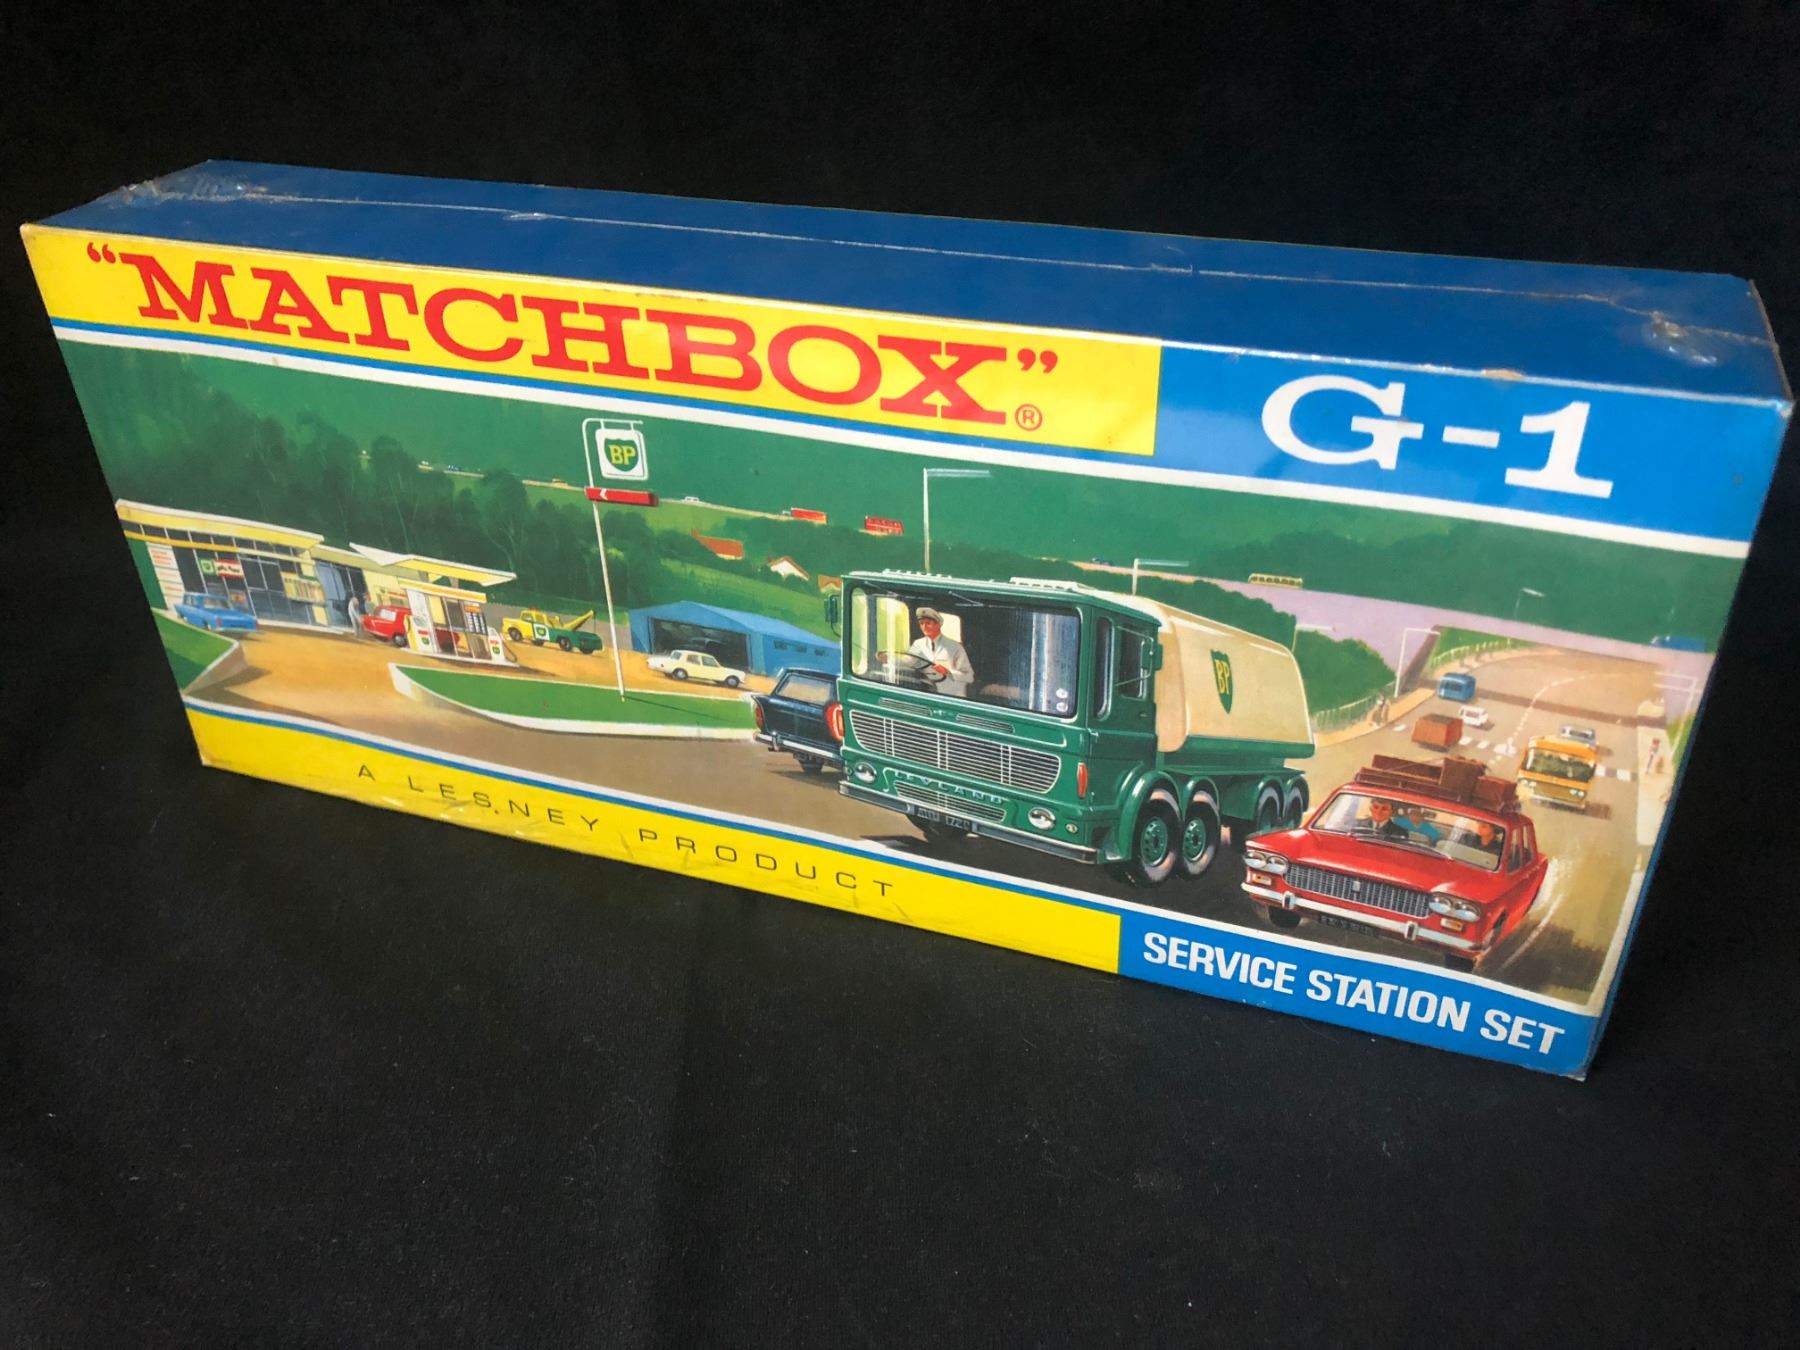 “MATCHBOX”®
G-1
BP
BP
LEYLAND
A LESNEY PRODUCT
SERVICE STATION SET